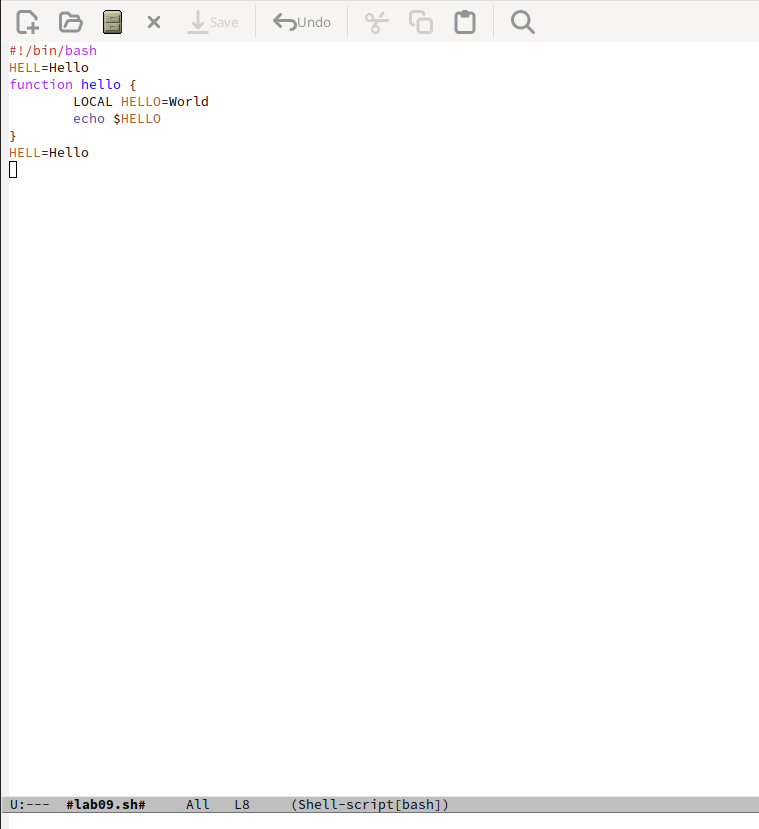 Save Undo
#!/bin/bash
HELL=Hello
function hello {
        LOCAL HELLO=World
        echo $HELLO
}
HELL=Hello
U:---  #lab09.sh#     All   L8     (Shell-script[bash])